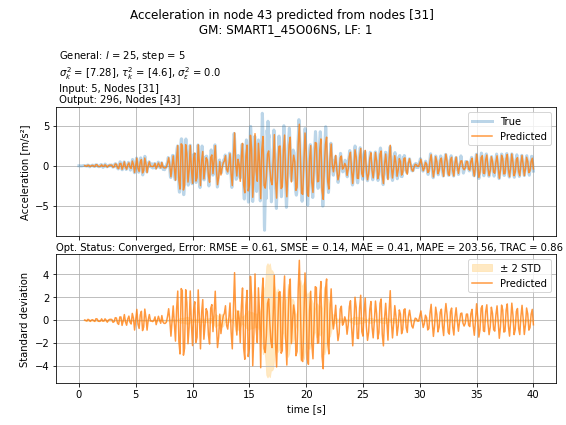 Acceleration in node 43 predicted from nodes [31]
GM: SMART1_45O06NS, LF: 1
General: l = 25, step = 5
σ²ₖ = [7.28], τ²ₖ = [4.6], σ²ε = 0.0
Input: 5, Nodes [31]
Output: 296, Nodes [43]
Acceleration [m/s²]
5
0
−5
True
Predicted
Opt. Status: Converged, Error: RMSE = 0.61, SMSE = 0.14, MAE = 0.41, MAPE = 203.56, TRAC = 0.86
Standard deviation
4
2
0
−2
−4
± 2 STD
Predicted
0 5 10 15 20 25 30 35 40
time [s]